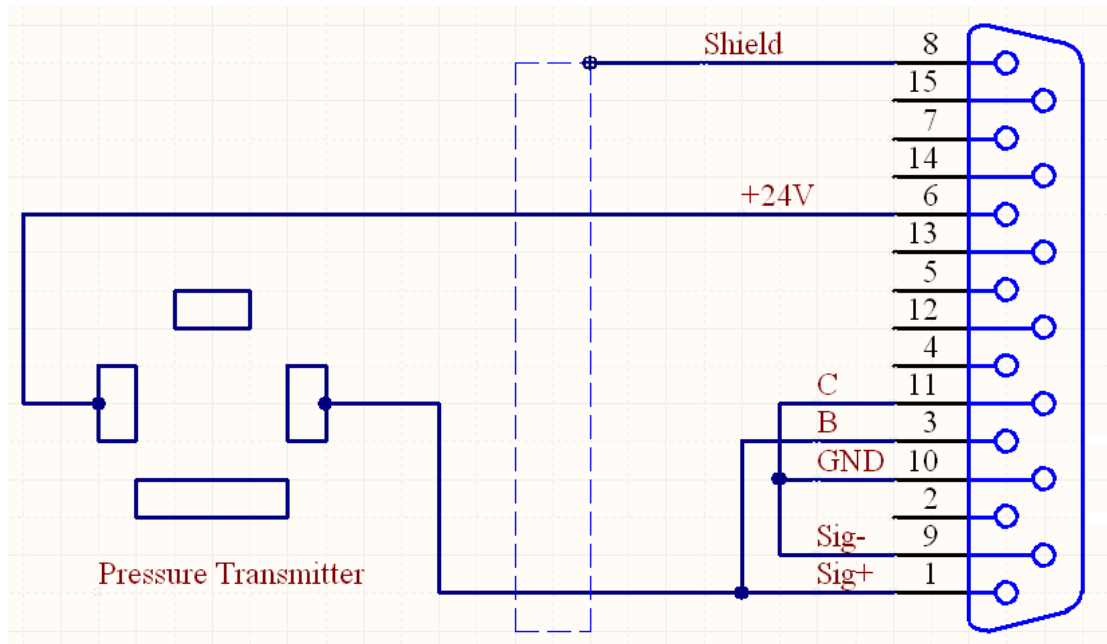 Shield 8
15
7
14
+24V 6
13
5
12
4
C 11
B 3
GND 10
2
Sig- 9
Sig+ 1
Pressure Transmitter